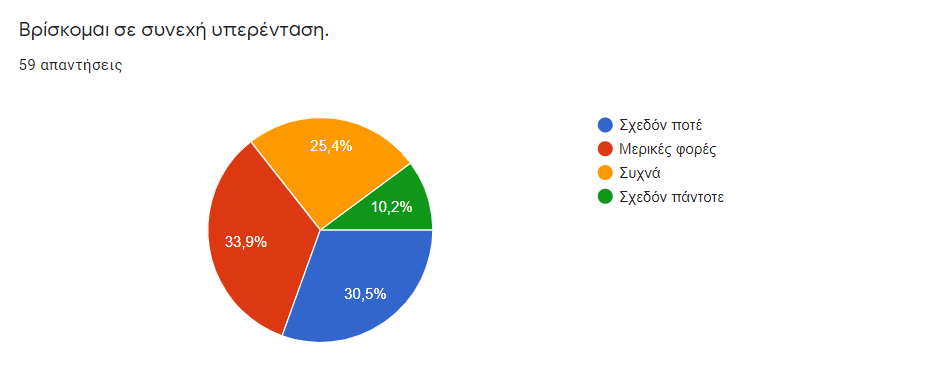 Βρίσκομαι σε συνεχή υπερένταση.
59 απαντήσεις
Σχεδόν ποτέ
Μερικές φορές
Συχνά
Σχεδόν πάντοτε
25,4%
10,2%
33,9%
30,5%